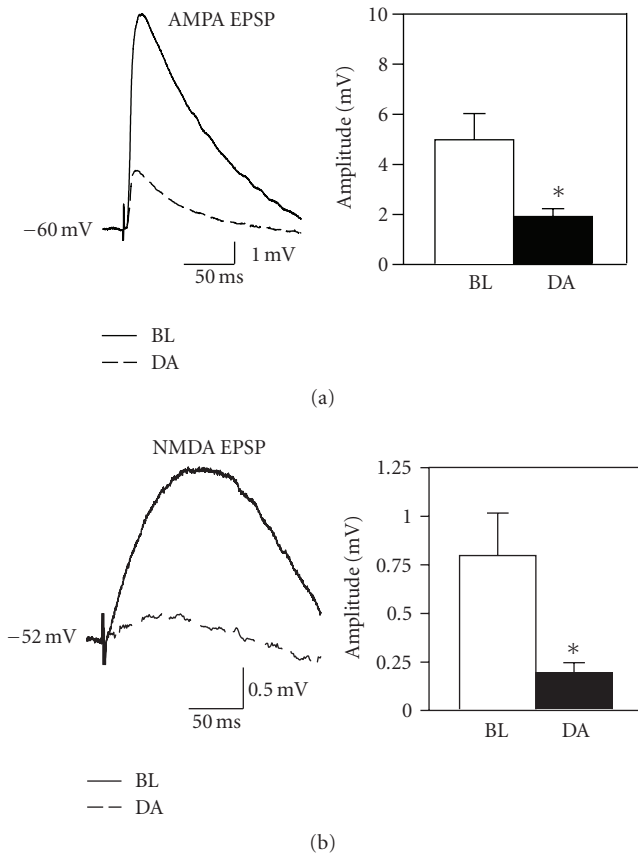 AMPA EPSP
−60 mV
1 mV
50 ms
BL
DA
Amplitude (mV)
10
8
6
4
2
0
*
BL
DA
(a)
NMDA EPSP
−52 mV
0.5 mV
50 ms
BL
DA
Amplitude (mV)
1.25
1
0.75
0.5
0.25
0
*
BL
DA
(b)